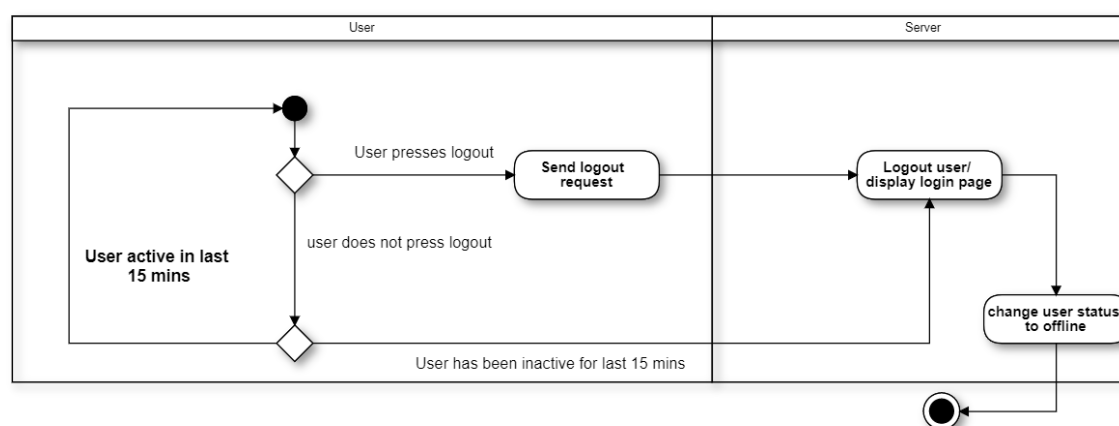 User
Server
User presses logout
Send logout
request
Logout user/
display login page
user does not press logout
User active in last
15 mins
change user status
to offline
User has been inactive for last 15 mins